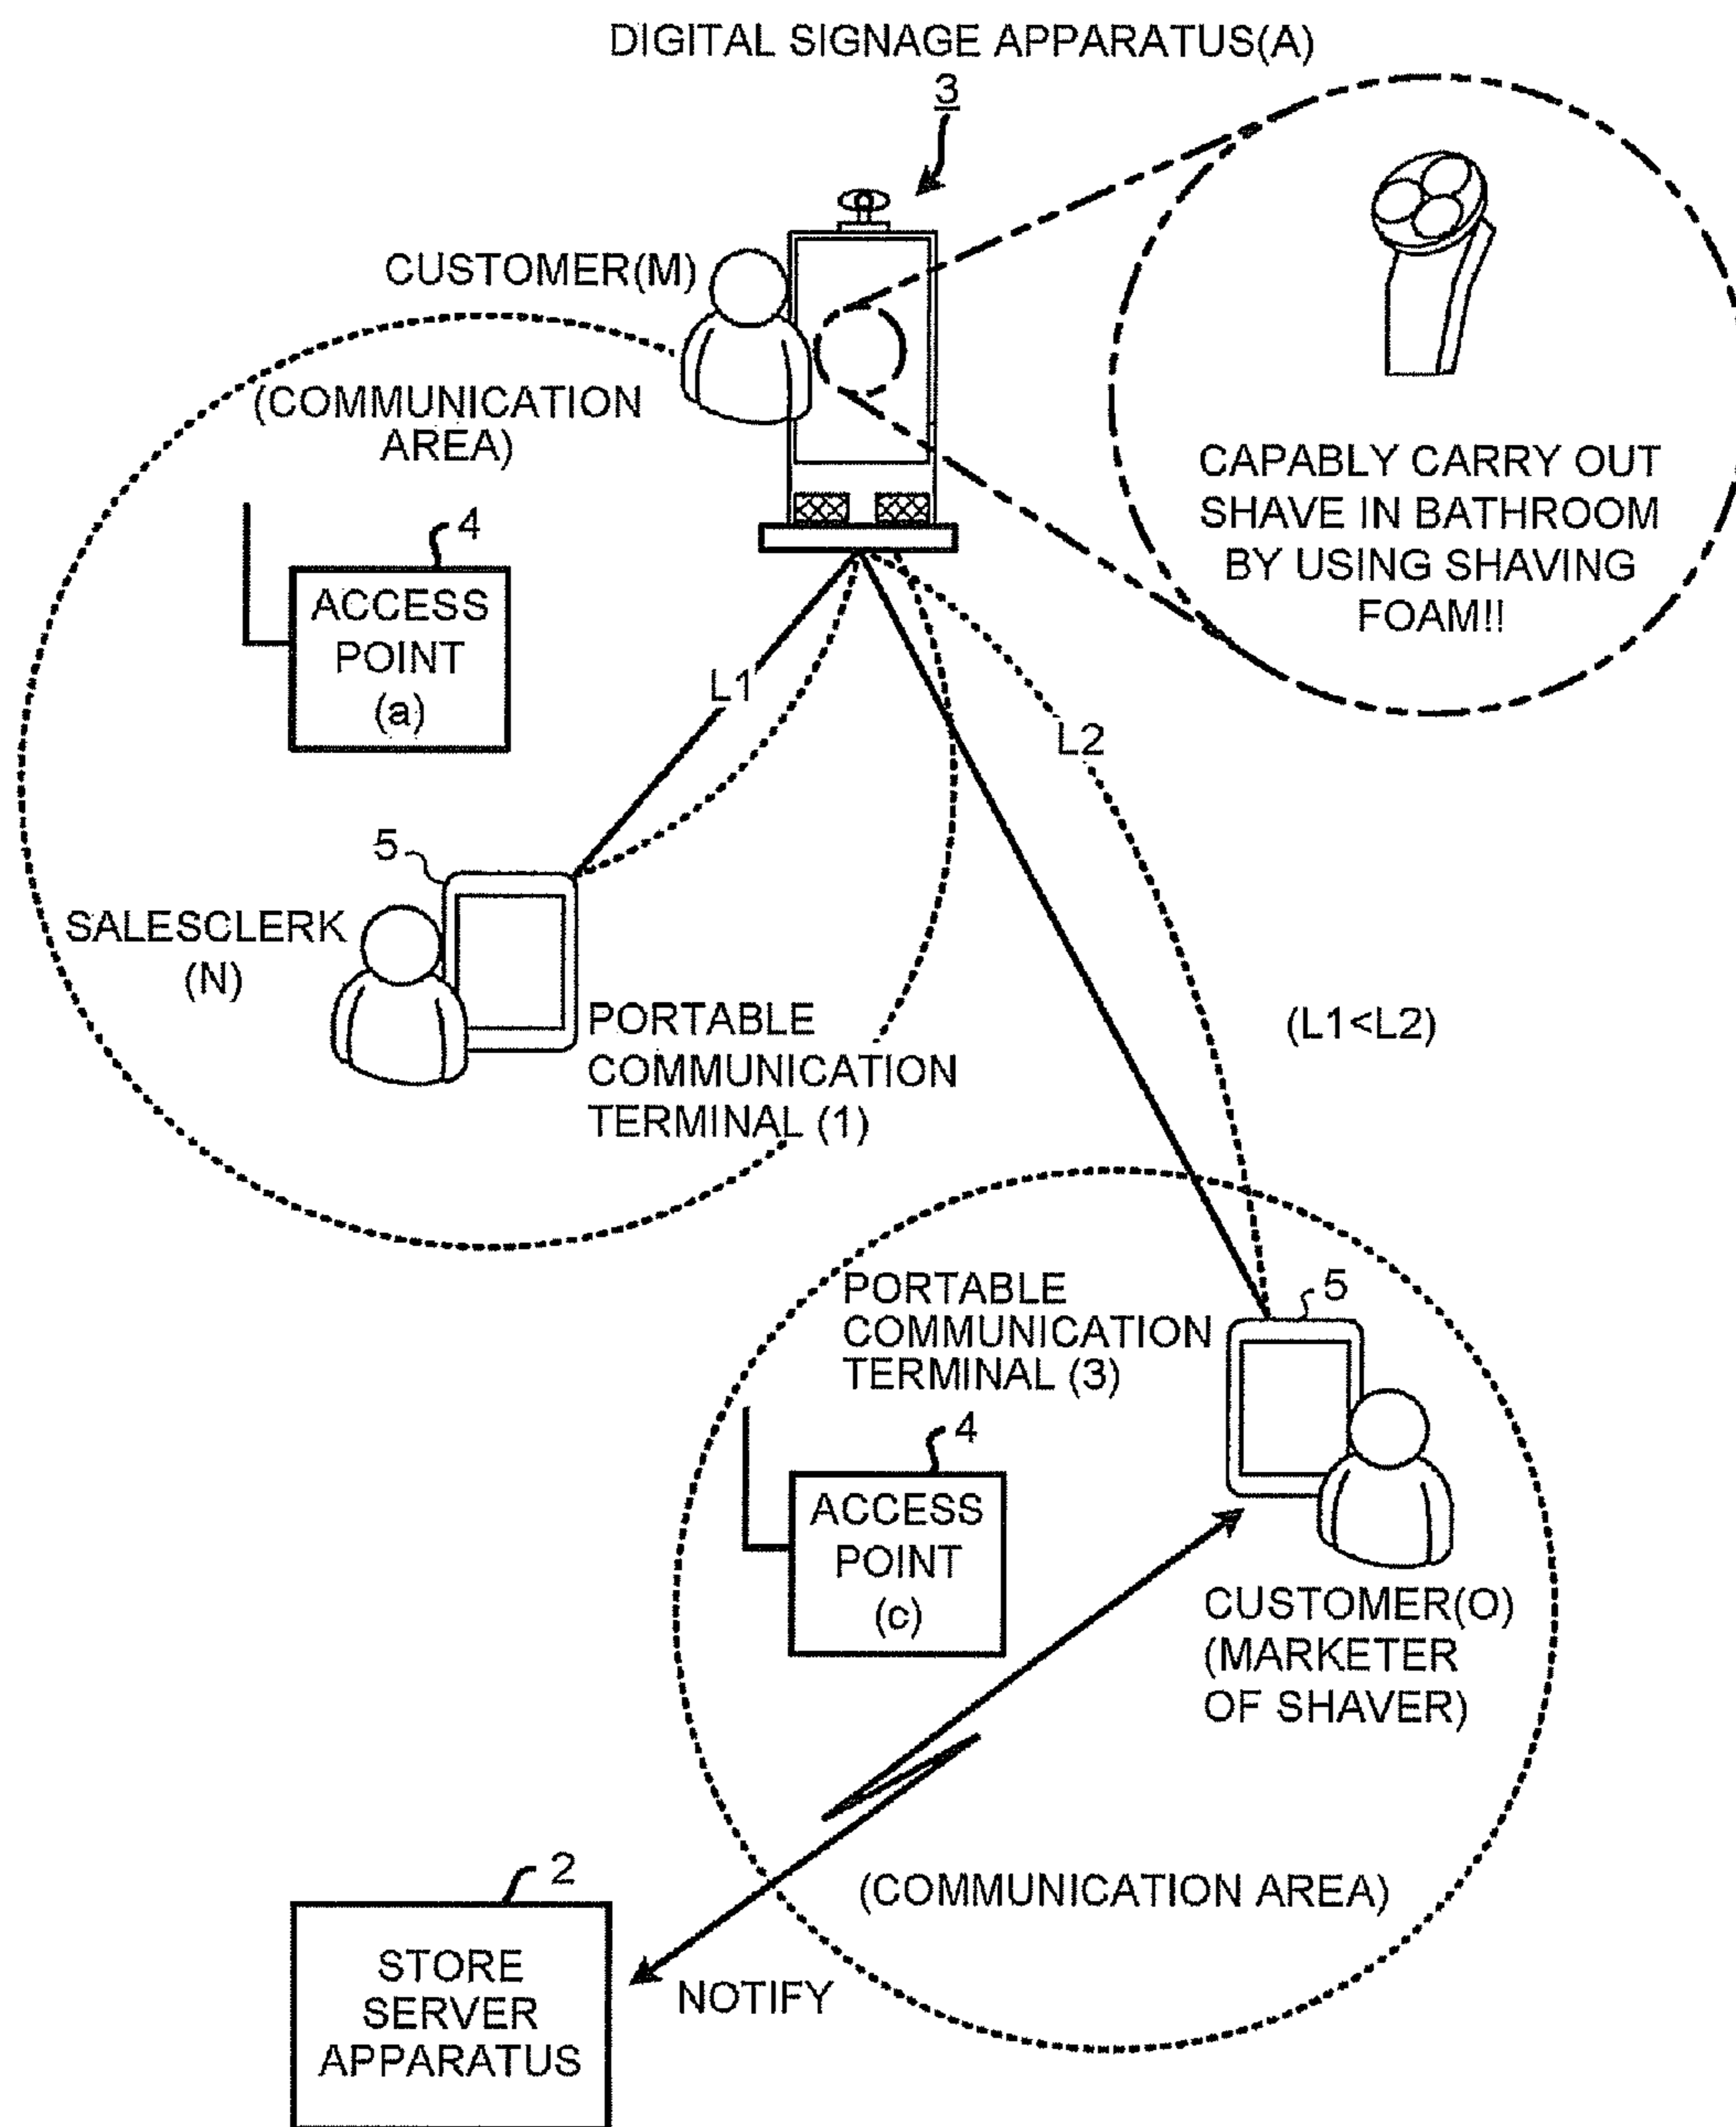 DIGITAL SIGNAGE APPARATUS(A)
3
CUSTOMER(M)
(COMMUNICATION
AREA)
CAPABLY CARRY OUT
SHAVE IN BATHROOM
BY USING SHAVING
FOAM!!
4
ACCESS
POINT
(a)
L1
L2
5
SALESCLERK
(N)
PORTABLE
COMMUNICATION
TERMINAL (1)
(L1<L2)
PORTABLE
COMMUNICATION
TERMINAL (3)
5
4
ACCESS
POINT
(c)
CUSTOMER(O)
(MARKETER
OF SHAVER)
(COMMUNICATION AREA)
2
STORE
SERVER
APPARATUS
NOTIFY